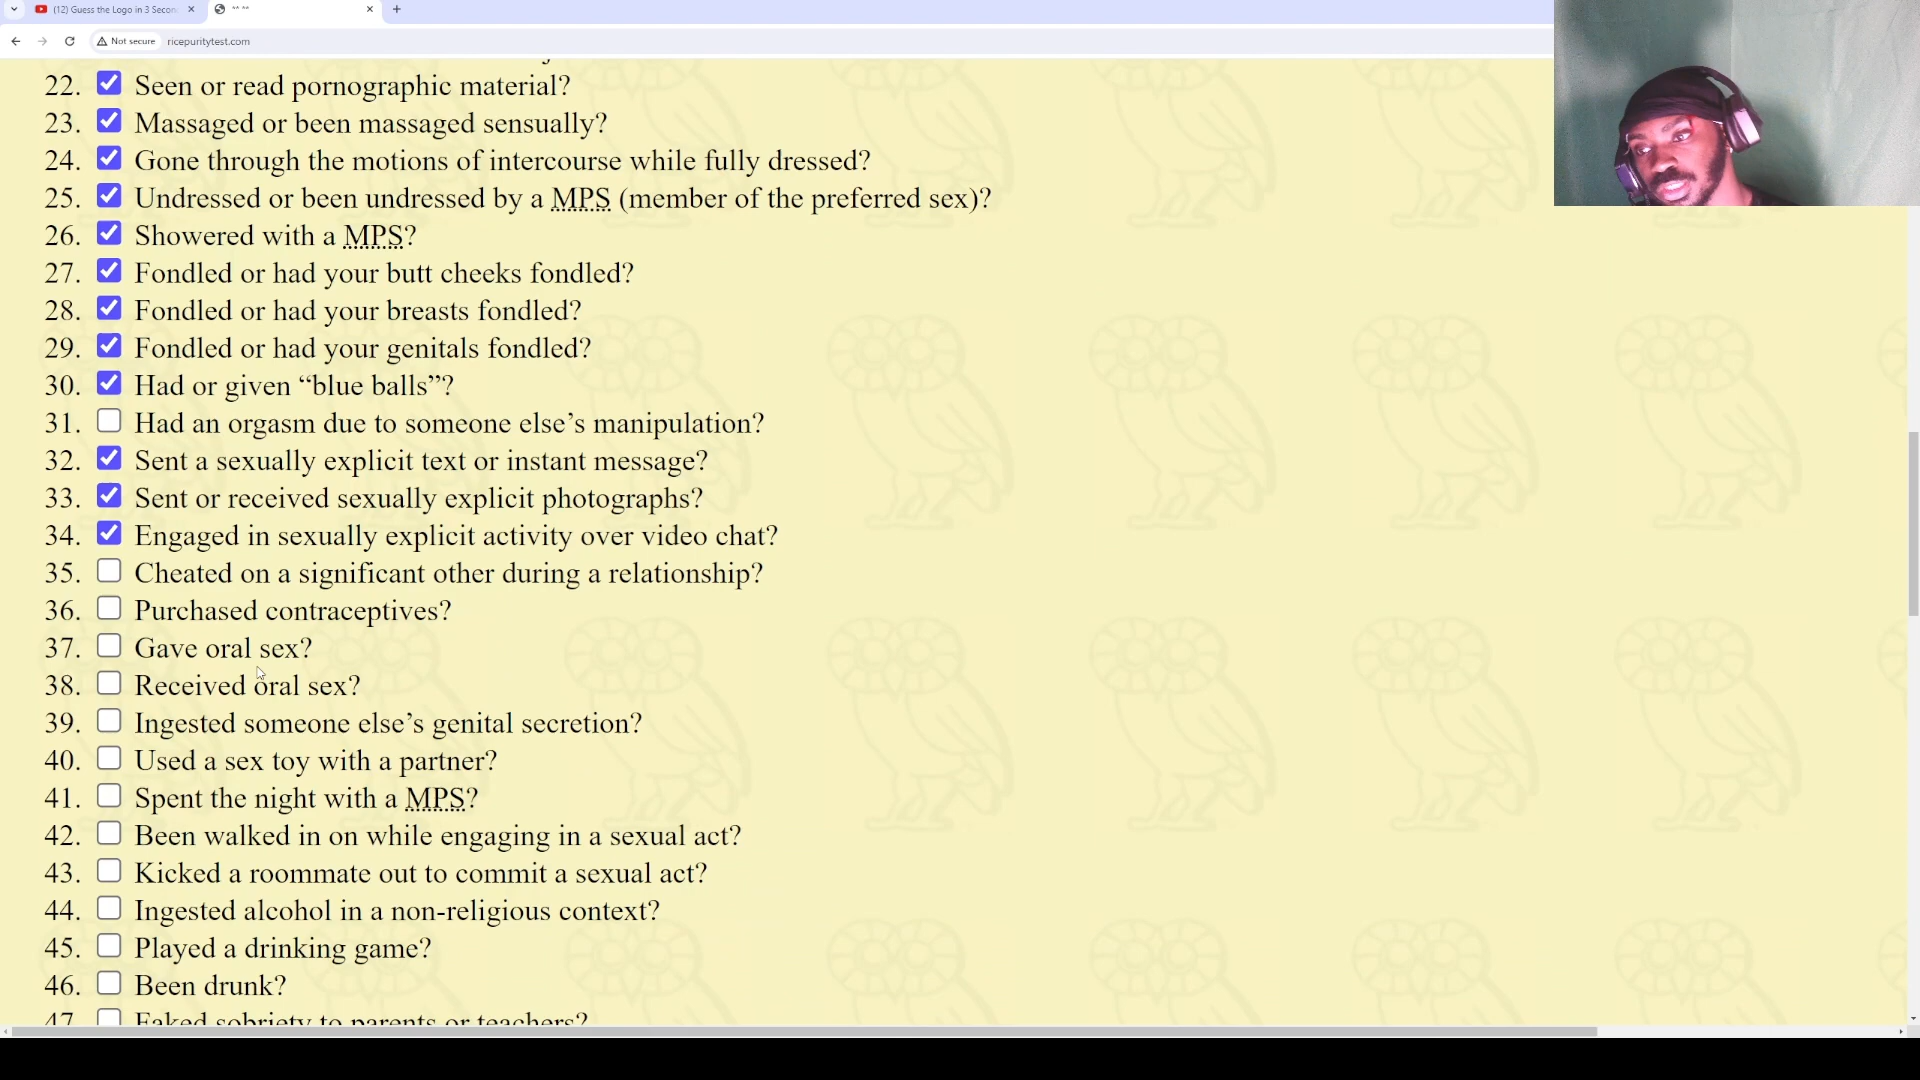 (12) Guess the Logo in 3 Secon
** **
Not secure
ricepuritytest.com
22. Seen or read pornographic material?
23. Massaged or been massaged sensually?
24. Gone through the motions of intercourse while fully dressed?
25. Undressed or been undressed by a MPS (member of the preferred sex)?
26. Showered with a MPS?
27. Fondled or had your butt cheeks fondled?
28. Fondled or had your breasts fondled?
29. Fondled or had your genitals fondled?
30. Had or given “blue balls”?
31. Had an orgasm due to someone else’s manipulation?
32. Sent a sexually explicit text or instant message?
33. Sent or received sexually explicit photographs?
34. Engaged in sexually explicit activity over video chat?
35. Cheated on a significant other during a relationship?
36. Purchased contraceptives?
37. Gave oral sex?
38. Received oral sex?
39. Ingested someone else’s genital secretion?
40. Used a sex toy with a partner?
41. Spent the night with a MPS?
42. Been walked in on while engaging in a sexual act?
43. Kicked a roommate out to commit a sexual act?
44. Ingested alcohol in a non-religious context?
45. Played a drinking game?
46. Been drunk?
47. Faked sobriety to parents or teachers?